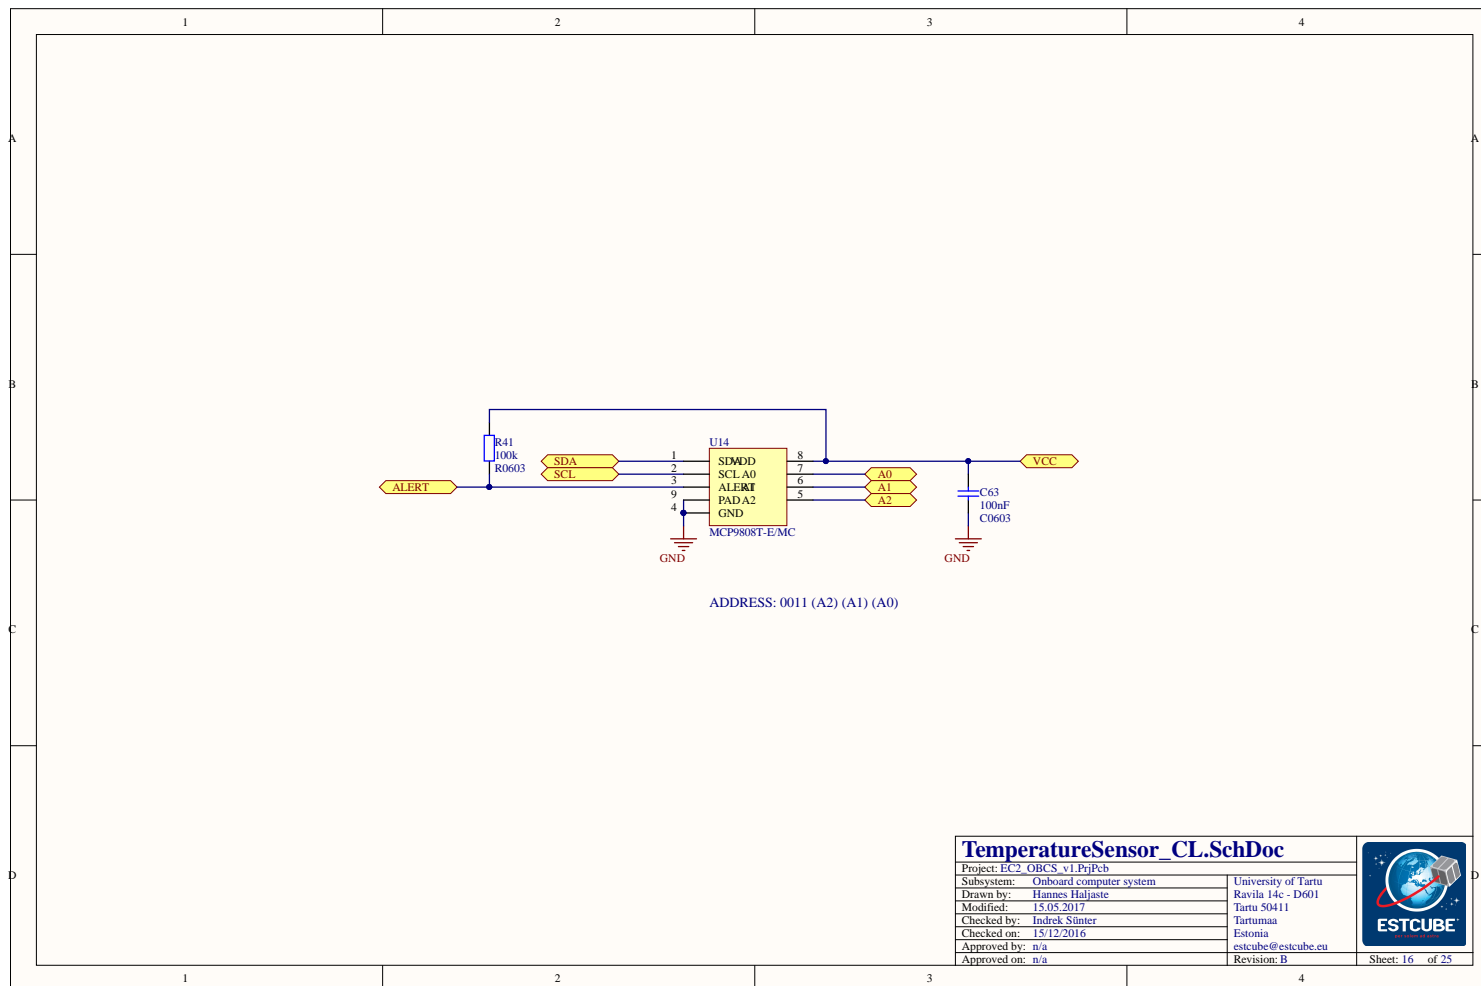 1 2 3 4
A A
B B
R41
100k
R0603
SDA
SCL
ALERT
U14
1 SDA VDD 8
2 SCL A0 7
3 ALERT A1 6
9 PAD A2 5
4 GND
MCP9808T-E/MC
A0
A1
A2
VCC
C63
100nF
C0603
GND GND
ADDRESS: 0011 (A2) (A1) (A0)
C C
D D
TemperatureSensor_CL.SchDoc
Project: EC2_OBCS_v1.PrjPcb
Subsystem: Onboard computer system University of Tartu
Drawn by: Hannes Haljaste Ravila 14c - D601
Modified: 15.05.2017 Tartu 50411
Checked by: Indrek Sünter Tartumaa
Checked on: 15/12/2016 Estonia
Approved by: n/a estcube@estcube.eu
Approved on: n/a Revision: B Sheet: 16 of 25
ESTCUBE
1 2 3 4